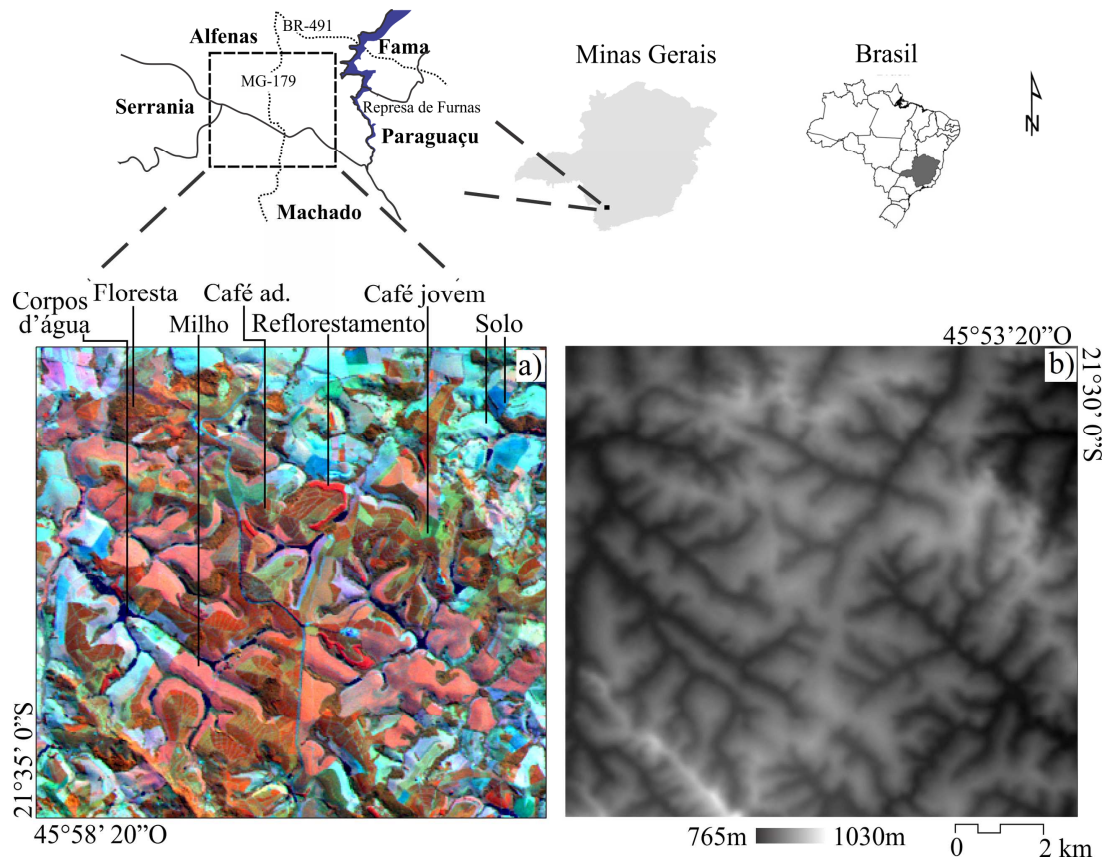 BR-491
Alfenas
Fama
MG-179
Serrania
Represa de Furnas
Paraguaçu
Machado
Minas Gerais
Brasil
N
Corpos d’água
Floresta
Milho
Café ad.
Reflorestamento
Café jovem
Solo
a)
21°35’ 0”S
45°58’ 20”O
45°53’20”O
b)
21°30’ 0”S
765m
1030m
0
2 km